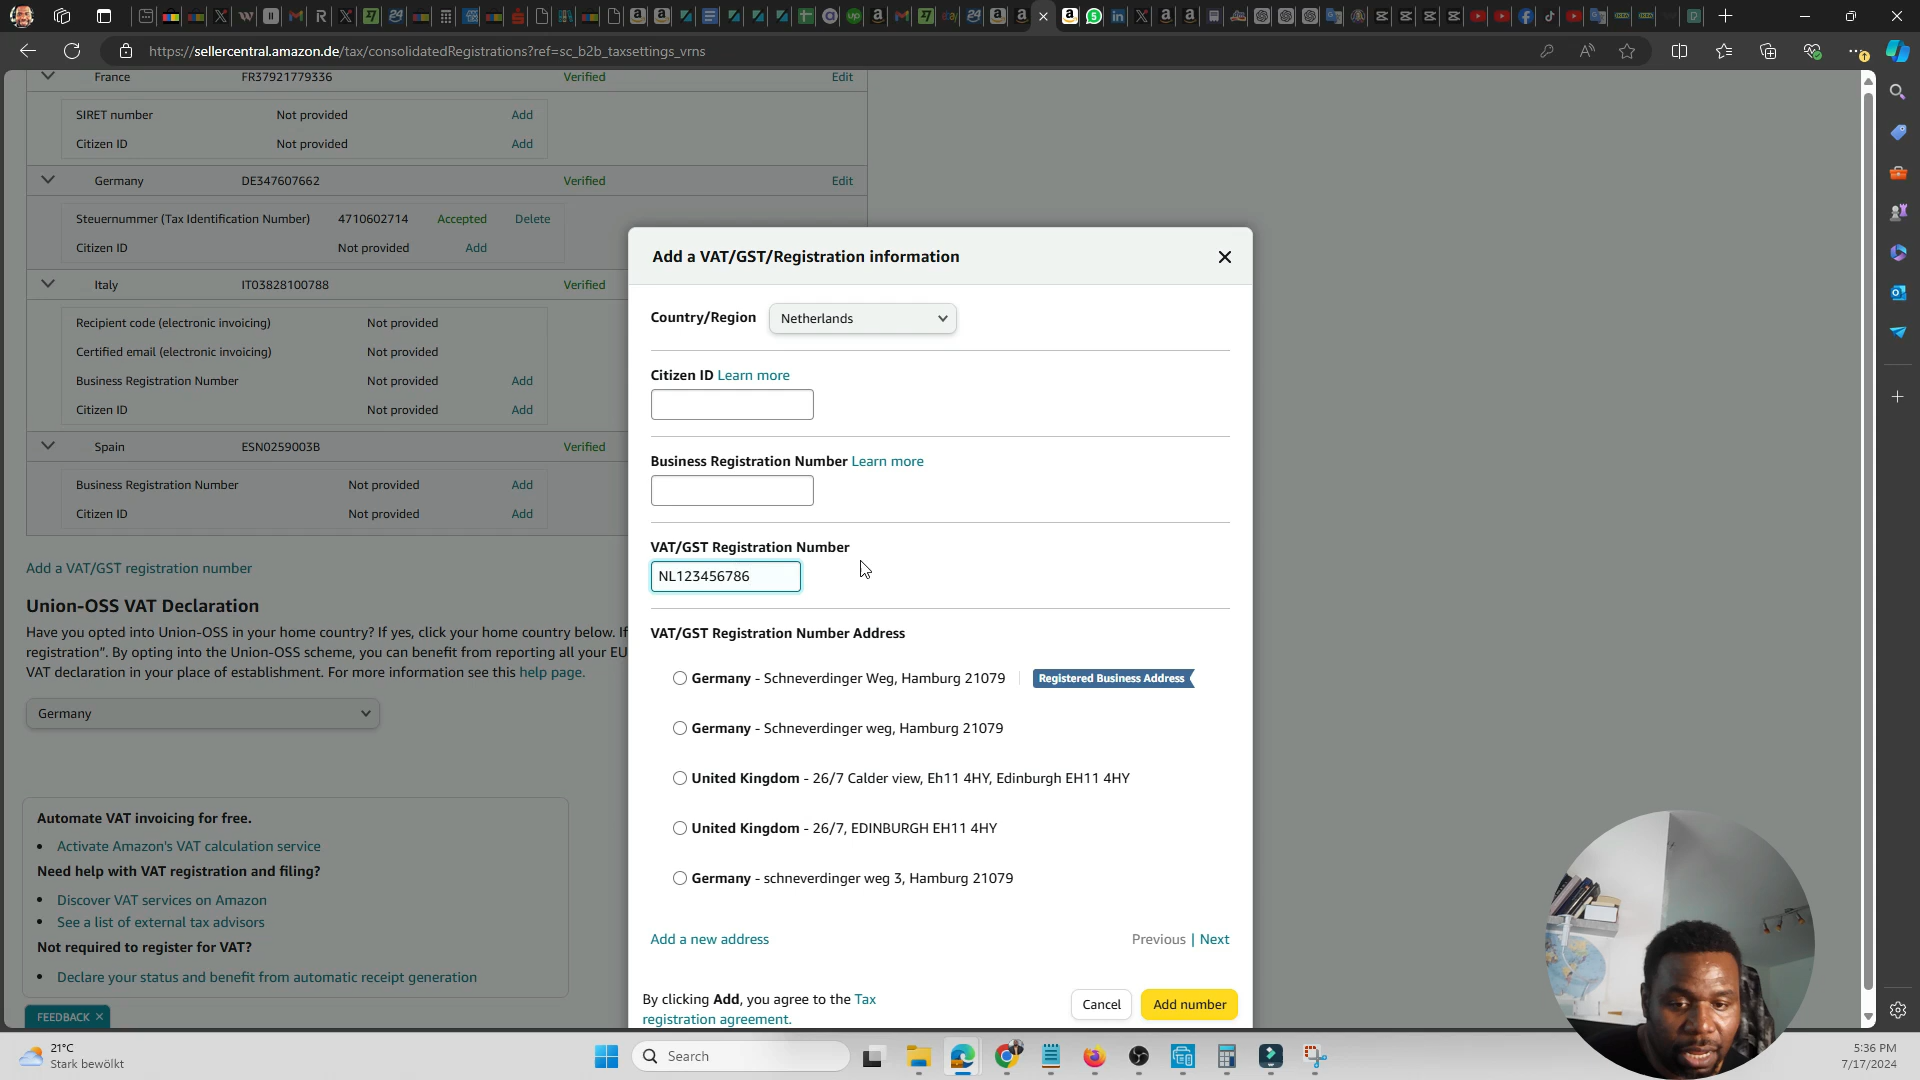 https://sellercentral.amazon.de/tax/consolidatedRegistrations?ref=sc_b2b_taxsettings_vrns
France FR37921779336 Verified Edit
SIRET number Not provided Add
Citizen ID Not provided Add
Germany DE347607662 Verified Edit
Steuernummer (Tax Identification Number) 4710602714 Accepted Delete
Citizen ID Not provided Add
Italy IT03828100788 Verified
Recipient code (electronic invoicing) Not provided
Certified email (electronic invoicing) Not provided
Business Registration Number Not provided Add
Citizen ID Not provided Add
Spain ESN0259003B Verified
Business Registration Number Not provided Add
Citizen ID Not provided Add
Add a VAT/GST registration number
Union-OSS VAT Declaration
Have you opted into Union-OSS in your home country? If yes, click your home country below. If
registration". By opting into the Union-OSS scheme, you can benefit from reporting all your EU
VAT declaration in your place of establishment. For more information see this help page.
Germany
Automate VAT invoicing for free.
• Activate Amazon's VAT calculation service
Need help with VAT registration and filing?
• Discover VAT services on Amazon
• See a list of external tax advisors
Not required to register for VAT?
• Declare your status and benefit from automatic receipt generation
FEEDBACK
Add a VAT/GST/Registration information
Country/Region Netherlands
Citizen ID Learn more
Business Registration Number Learn more
VAT/GST Registration Number
NL123456786
VAT/GST Registration Number Address
Germany - Schneverdinger Weg, Hamburg 21079 Registered Business Address
Germany - Schneverdinger weg, Hamburg 21079
United Kingdom - 26/7 Calder view, Eh11 4HY, Edinburgh EH11 4HY
United Kingdom - 26/7, EDINBURGH EH11 4HY
Germany - schneverdinger weg 3, Hamburg 21079
Add a new address Previous | Next
By clicking Add, you agree to the Tax
registration agreement.
Cancel Add number
21°C
Stark bewölkt
Search
5:36 PM
7/17/2024